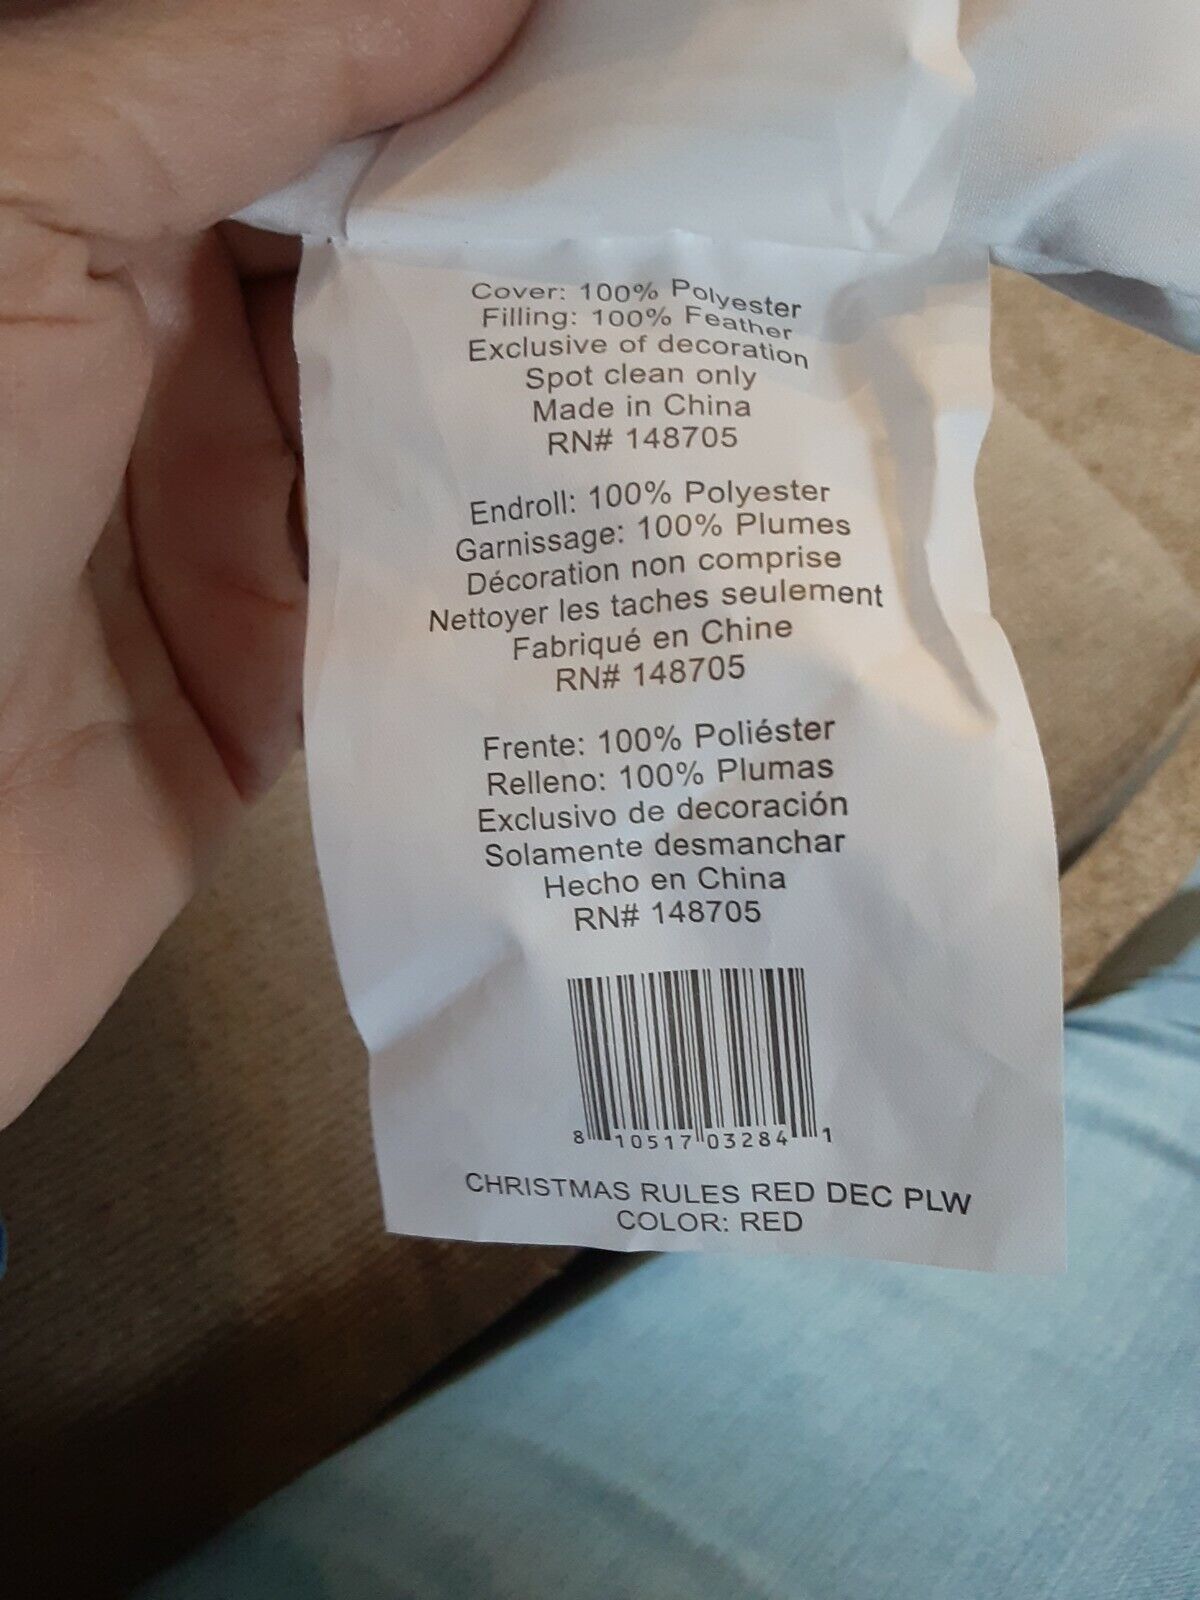 Cover: 100% Polyester
Filling: 100% Feather
Exclusive of decoration
Spot clean only
Made in China
RN# 148705
Endroll: 100% Polyester
Garnissage: 100% Plumes
Décoration non comprise
Nettoyer les taches seulement
Fabriqué en Chine
RN# 148705
Frente: 100% Poliéster
Relleno: 100% Plumas
Exclusivo de decoración
Solamente desmanchar
Hecho en China
RN# 148705
8 10517 03284 1
CHRISTMAS RULES RED DEC PLW
COLOR: RED